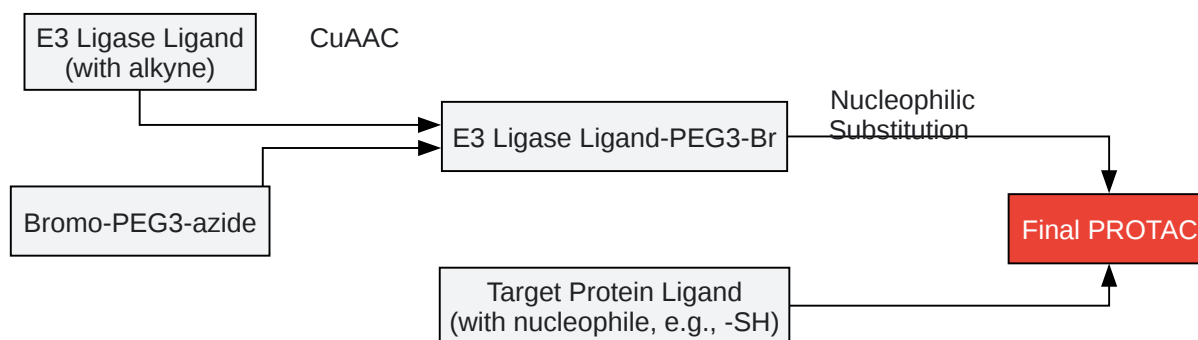 E3 Ligase Ligand
(with alkyne)
CuAAC
Bromo-PEG3-azide
E3 Ligase Ligand-PEG3-Br
Nucleophilic
Substitution
Target Protein Ligand
(with nucleophile, e.g., -SH)
Final PROTAC